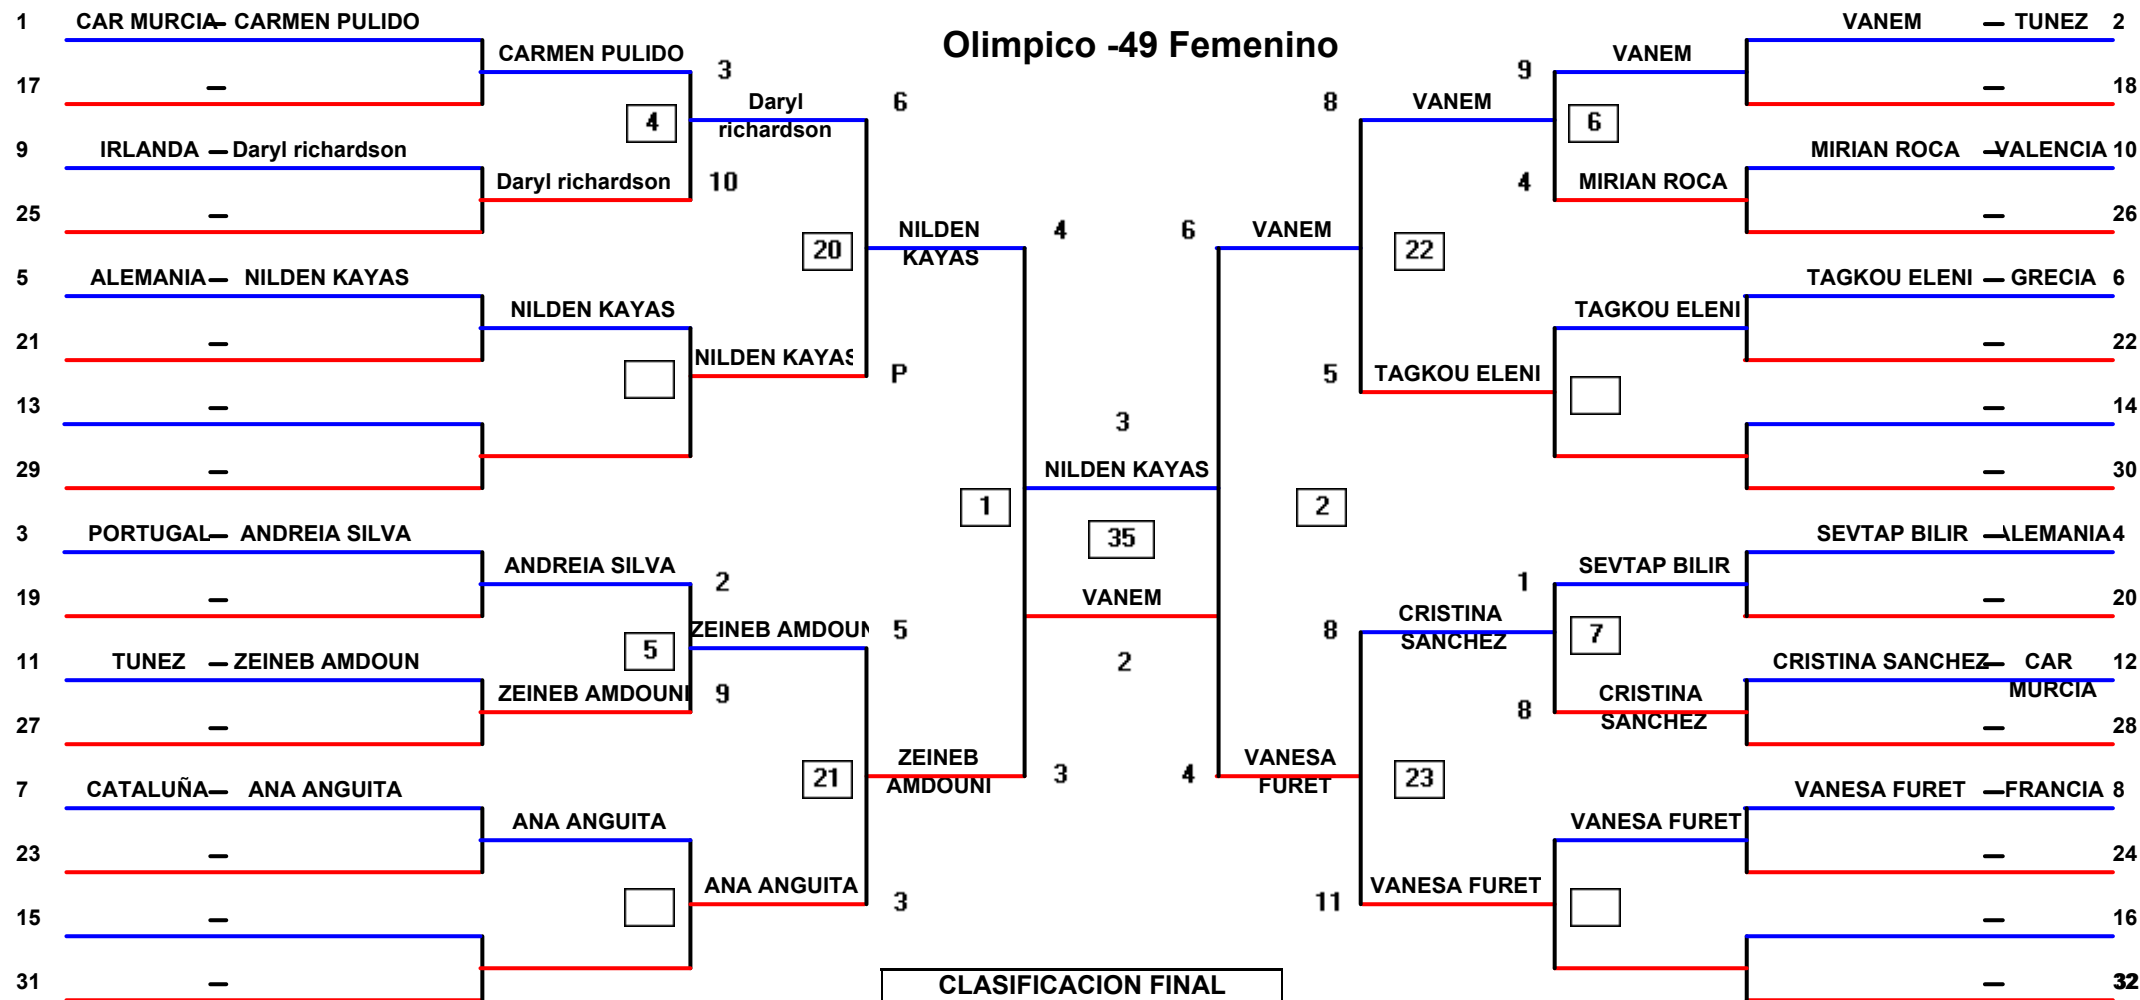 Olimpico -49 Femenino
1 CAR MURCIA — CARMEN PULIDO
17 —
9 IRLANDA — Daryl richardson
25 —
5 ALEMANIA — NILDEN KAYAS
21 —
13 —
29 —
3 PORTUGAL — ANDREIA SILVA
19 —
11 TUNEZ — ZEINEB AMDOUN
27 —
7 CATALUÑA — ANA ANGUITA
23 —
15 —
31 —
CARMEN PULIDO 3
4
Daryl richardson 10
NILDEN KAYAS
ANDREIA SILVA 2
5
ZEINEB AMDOUNI 9
ANA ANGUITA
Daryl
richardson
6
20
NILDEN KAYAS P
ZEINEB AMDOUN 5
21
ANA ANGUITA 3
NILDEN
KAYAS
4
1
ZEINEB
AMDOUNI
3
3
NILDEN KAYAS
35
VANEM
2
6 VANEM
2
4 VANESA
FURET
8 VANEM
22
5 TAGKOU ELENI
8 CRISTINA
SANCHEZ
23
11 VANESA FURET
9 VANEM
6
4 MIRIAN ROCA
TAGKOU ELENI
1 SEVTAP BILIR
7
8 CRISTINA
SANCHEZ
VANESA FURET
VANEM — TUNEZ 2
— 18
MIRIAN ROCA — VALENCIA 10
— 26
TAGKOU ELENI — GRECIA 6
— 22
— 14
— 30
SEVTAP BILIR — ALEMANIA 4
— 20
CRISTINA SANCHEZ — CAR 12
MURCIA
— 28
VANESA FURET — FRANCIA 8
— 24
— 16
— 32
CLASIFICACION FINAL